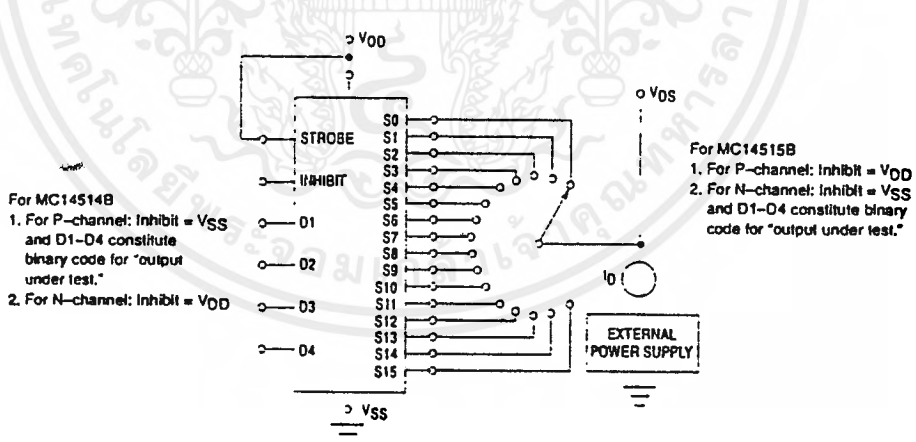 VDD
STROBE
INHIBIT
D1
D2
D3
D4
S0
S1
S2
S3
S4
S5
S6
S7
S8
S9
S10
S11
S12
S13
S14
S15
VSS
VDS
ID
EXTERNAL
POWER SUPPLY
For MC14514B
1. For P–channel: Inhibit = VSS
and D1–D4 constitute
binary code for "output
under test."
2. For N–channel: Inhibit = VDD
For MC14515B
1. For P–channel: Inhibit = VDD
2. For N–channel: Inhibit = VSS
and D1–D4 constitute binary
code for "output under test."